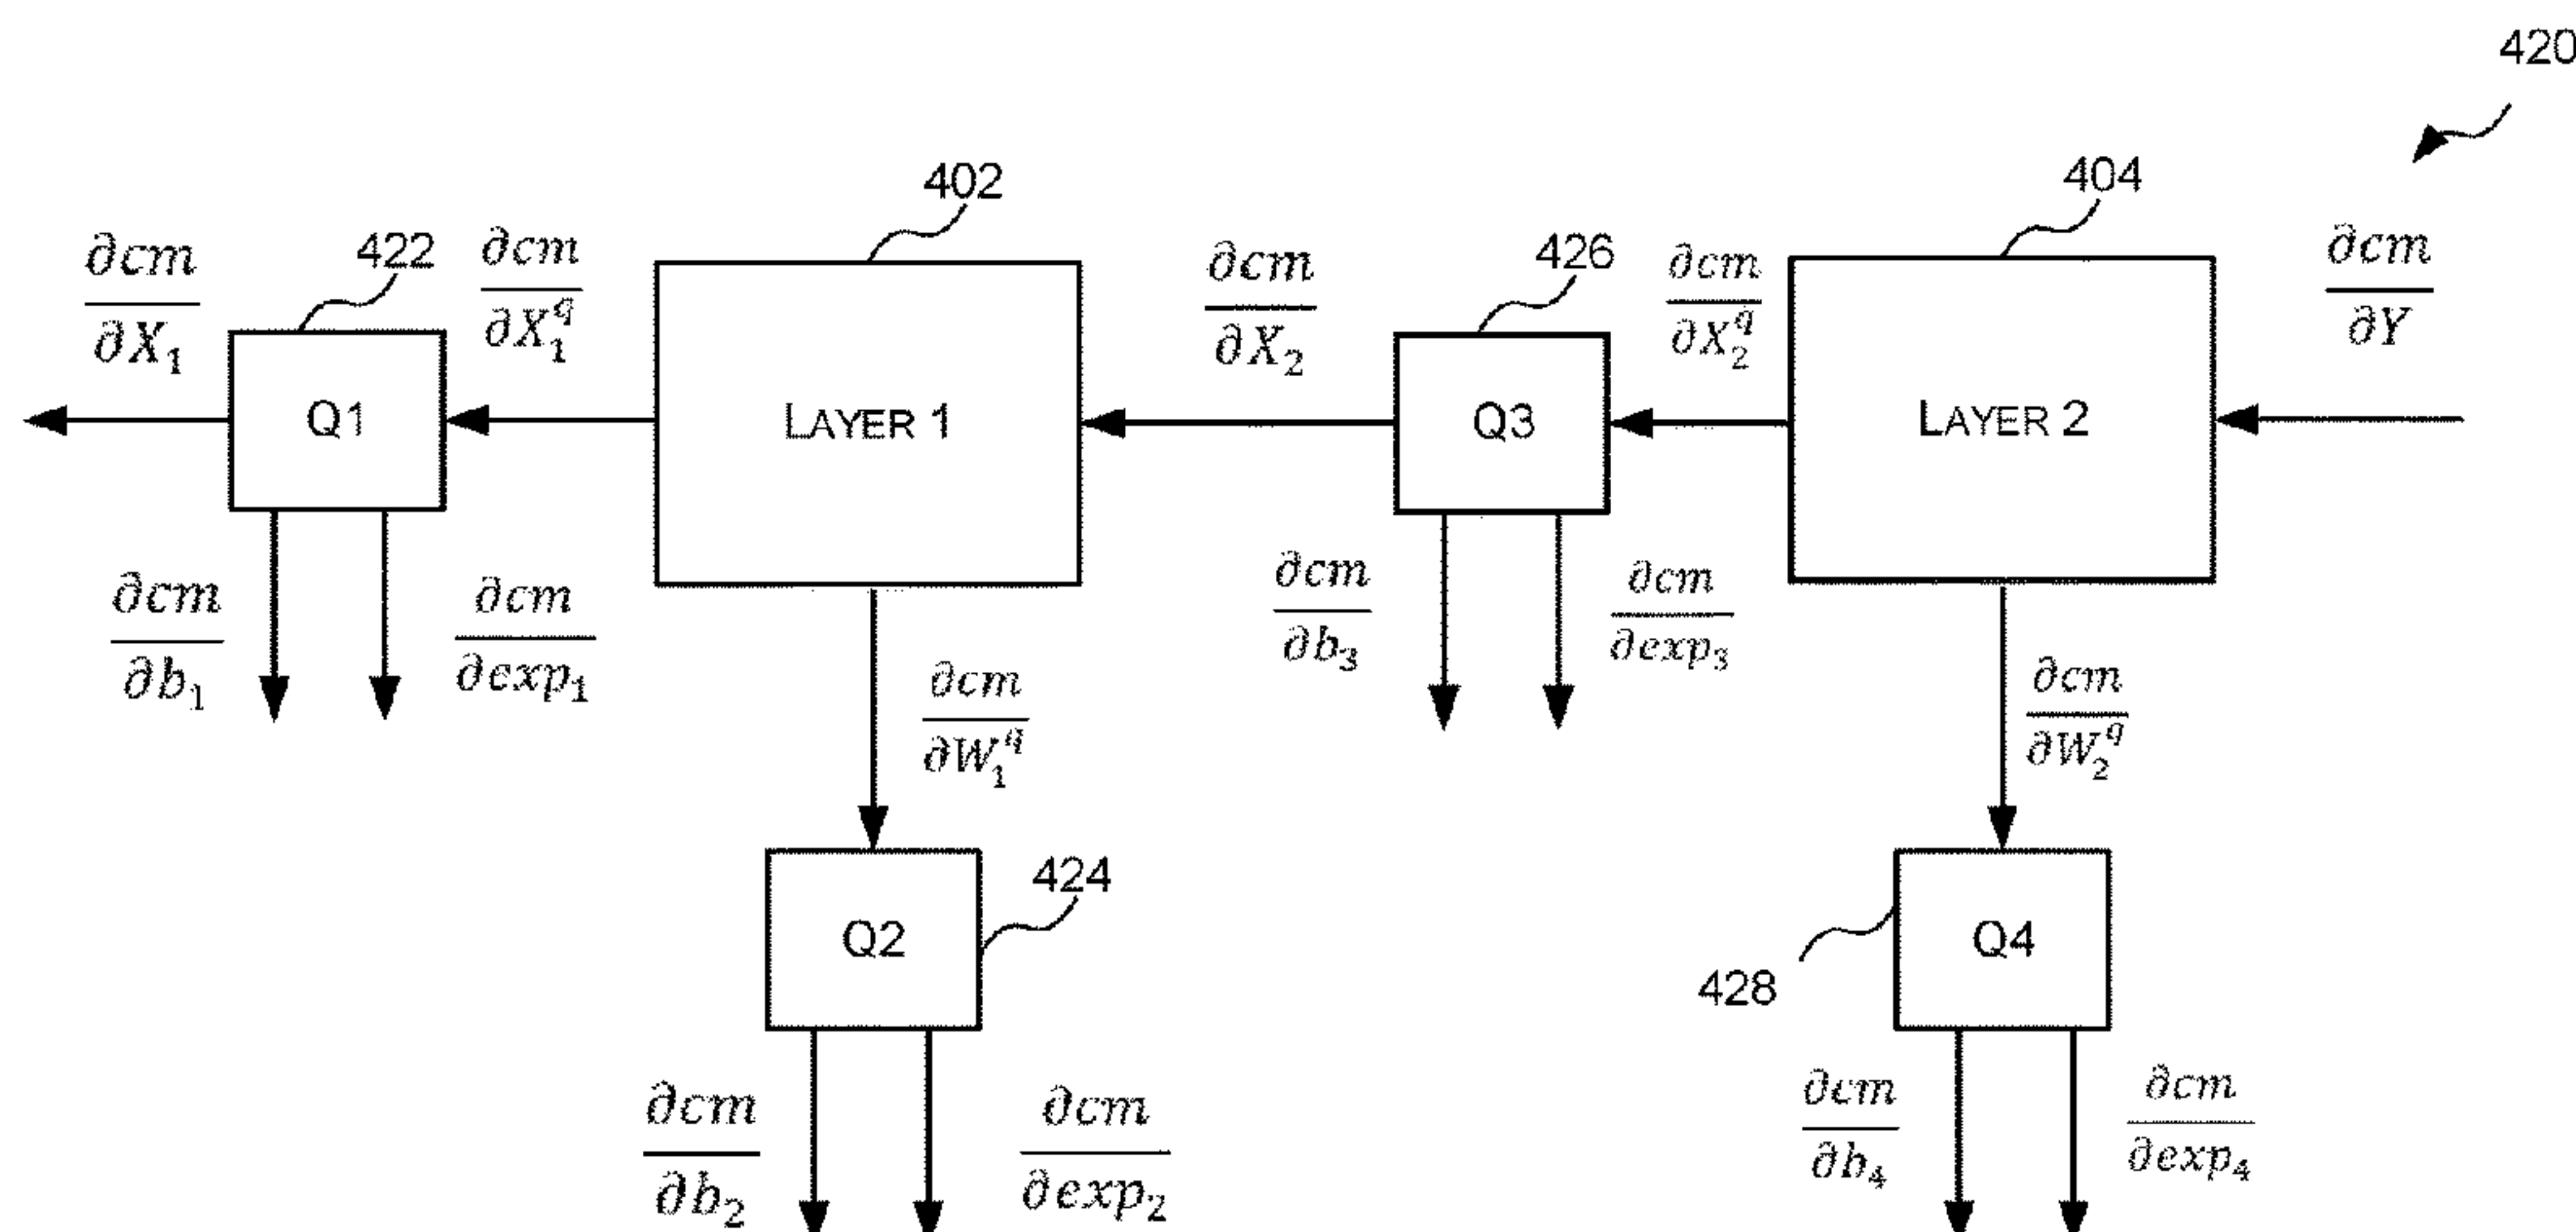 420
402
404
422
426
∂cm/∂X₁
∂cm/∂X₁^q
∂cm/∂X₂
∂cm/∂X₂^q
∂cm/∂Y
Q1
LAYER 1
Q3
LAYER 2
∂cm/∂b₁
∂cm/∂exp₁
∂cm/∂b₃
∂cm/∂exp₃
∂cm/∂W₁^q
∂cm/∂W₂^q
424
Q2
Q4
428
∂cm/∂b₂
∂cm/∂exp₂
∂cm/∂b₄
∂cm/∂exp₄